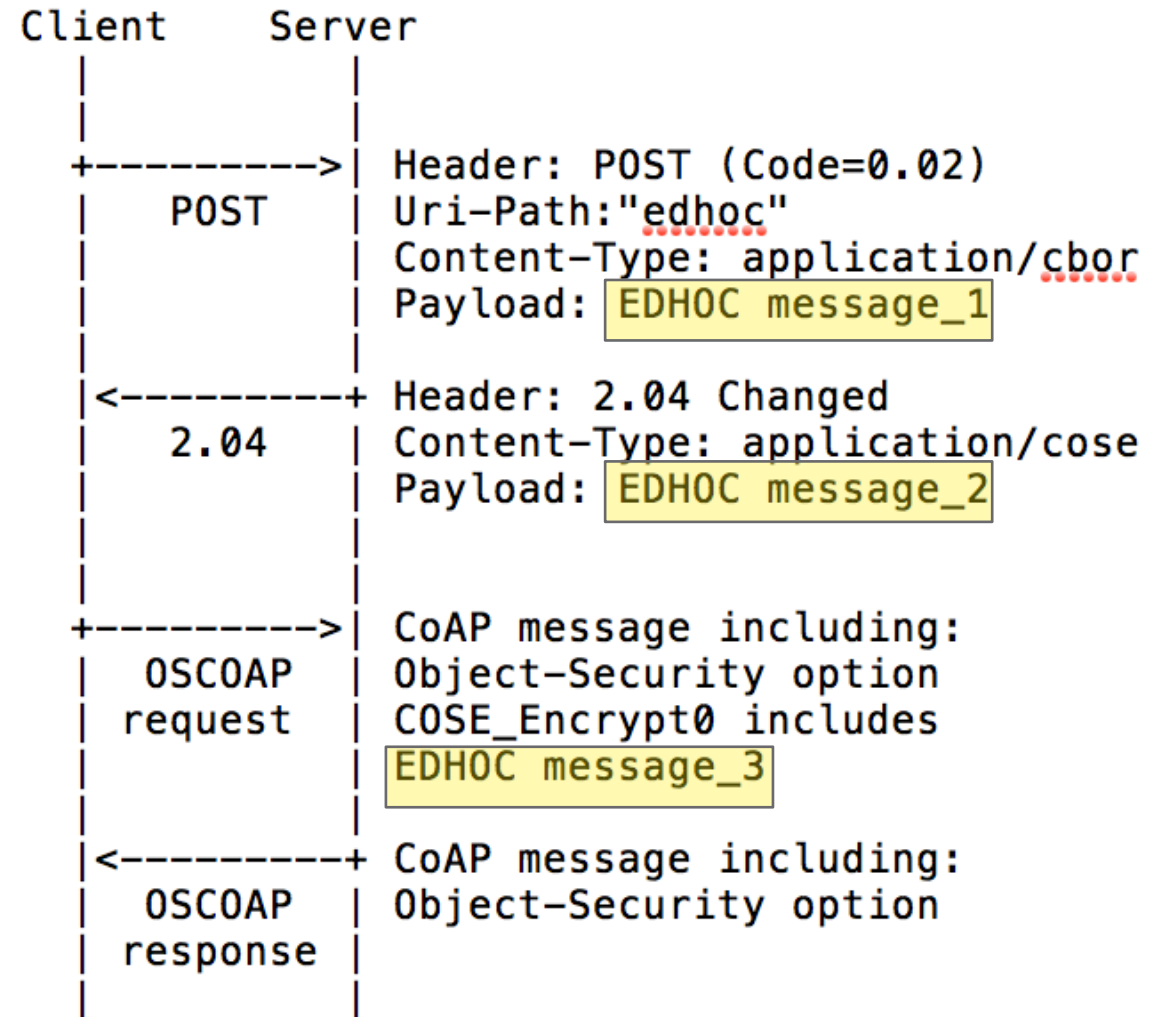 Client Server
Header: POST (Code=0.02)
POST Uri-Path:"edhoc"
Content-Type: application/cbor
Payload: EDHOC message_1
Header: 2.04 Changed
2.04 Content-Type: application/cose
Payload: EDHOC message_2
CoAP message including:
OSCOAP Object-Security option
request COSE_Encrypt0 includes
EDHOC message_3
CoAP message including:
OSCOAP Object-Security option
response